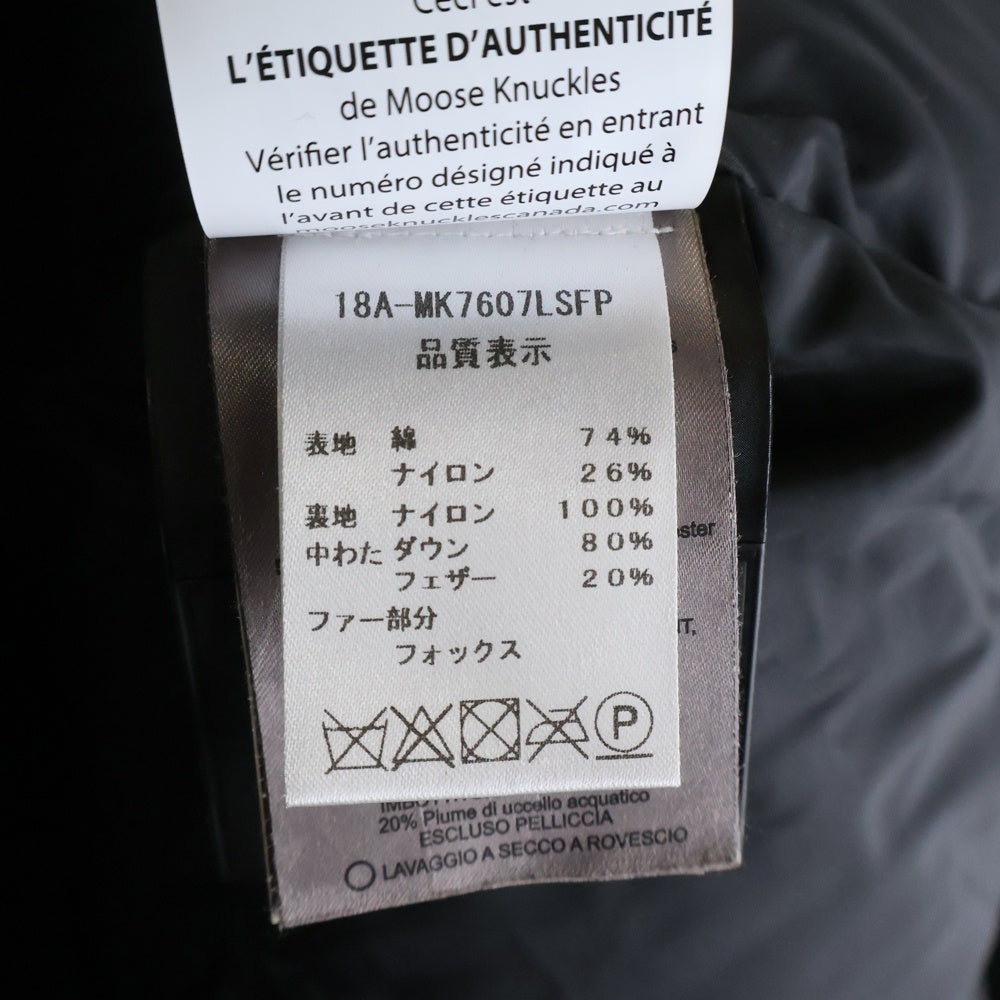 L'ÉTIQUETTE D'AUTHENTICITÉ
de Moose Knuckles
Vérifier l'authenticité en entrant
le numéro désigné indiqué à
l'avant de cette étiquette au
mooseknucklescanada.com
18A-MK7607LSFP
品質表示
表地 綿 74%
ナイロン 26%
裏地 ナイロン 100%
中わた ダウン 80%
フェザー 20%
ファー部分
フォックス
P
20% Piume di uccello acquatico
ESCLUSO PELLICCIA
LAVAGGIO A SECCO A ROVESCIO